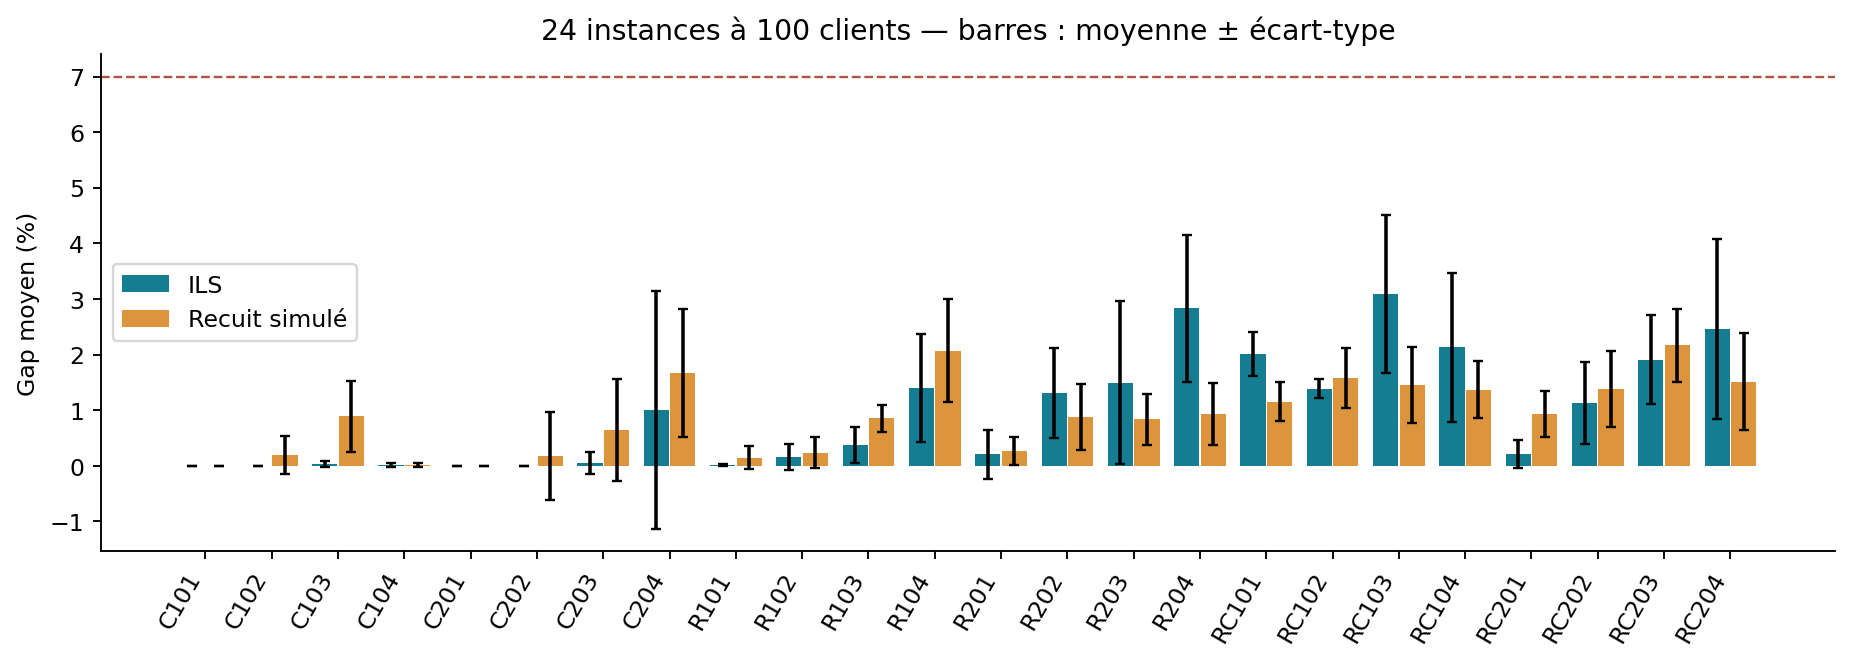 24 instances à 100 clients — barres : moyenne ± écart-type
Gap moyen (%)
7
6
5
4
3
2
1
0
−1
ILS
Recuit simulé
C101
C102
C103
C104
C201
C202
C203
C204
R101
R102
R103
R104
R201
R202
R203
R204
RC101
RC102
RC103
RC104
RC201
RC202
RC203
RC204